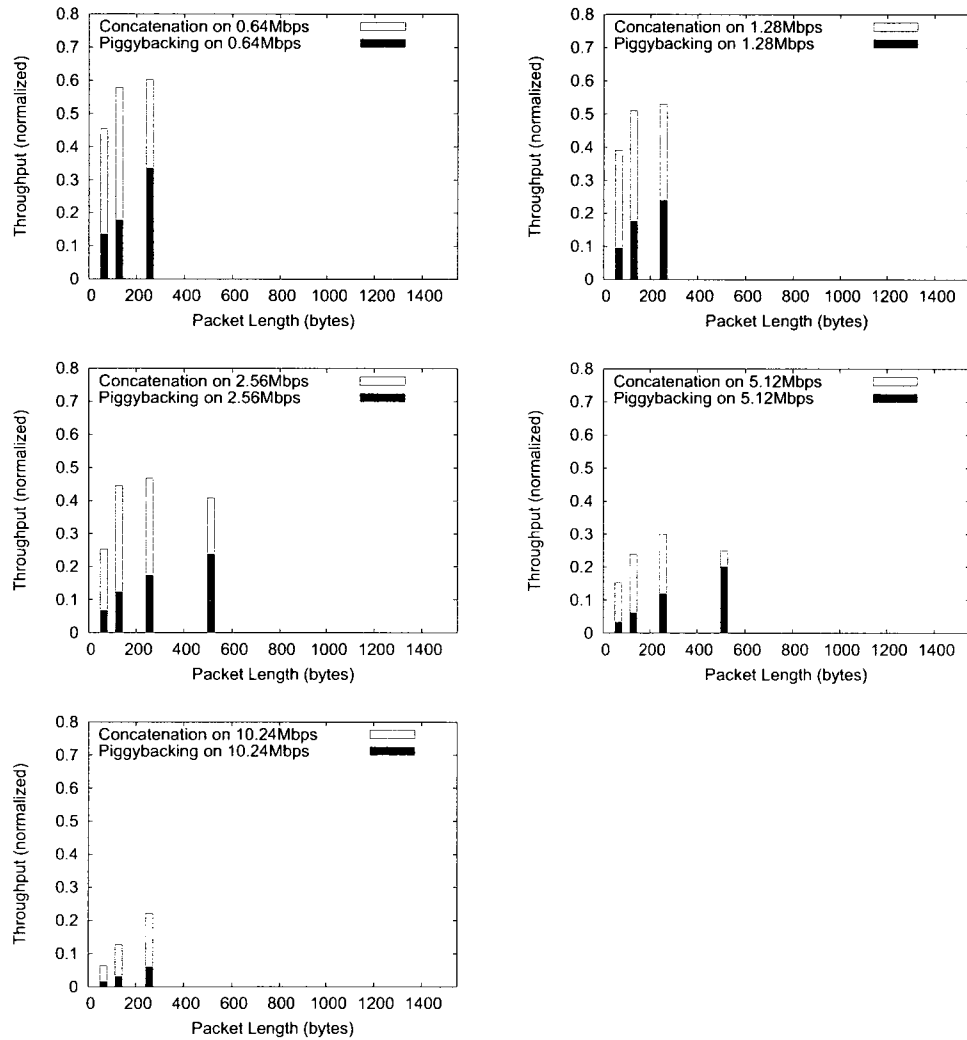 Concatenation on 0.64Mbps
Piggybacking on 0.64Mbps
0.8
0.7
0.6
0.5
0.4
0.3
0.2
0.1
0
Throughput (normalized)
0 200 400 600 800 1000 1200 1400
Packet Length (bytes)
Concatenation on 1.28Mbps
Piggybacking on 1.28Mbps
0.8
0.7
0.6
0.5
0.4
0.3
0.2
0.1
0
Throughput (normalized)
0 200 400 600 800 1000 1200 1400
Packet Length (bytes)
Concatenation on 2.56Mbps
Piggybacking on 2.56Mbps
0.8
0.7
0.6
0.5
0.4
0.3
0.2
0.1
0
Throughput (normalized)
0 200 400 600 800 1000 1200 1400
Packet Length (bytes)
Concatenation on 5.12Mbps
Piggybacking on 5.12Mbps
0.8
0.7
0.6
0.5
0.4
0.3
0.2
0.1
0
Throughput (normalized)
0 200 400 600 800 1000 1200 1400
Packet Length (bytes)
Concatenation on 10.24Mbps
Piggybacking on 10.24Mbps
0.8
0.7
0.6
0.5
0.4
0.3
0.2
0.1
0
Throughput (normalized)
0 200 400 600 800 1000 1200 1400
Packet Length (bytes)